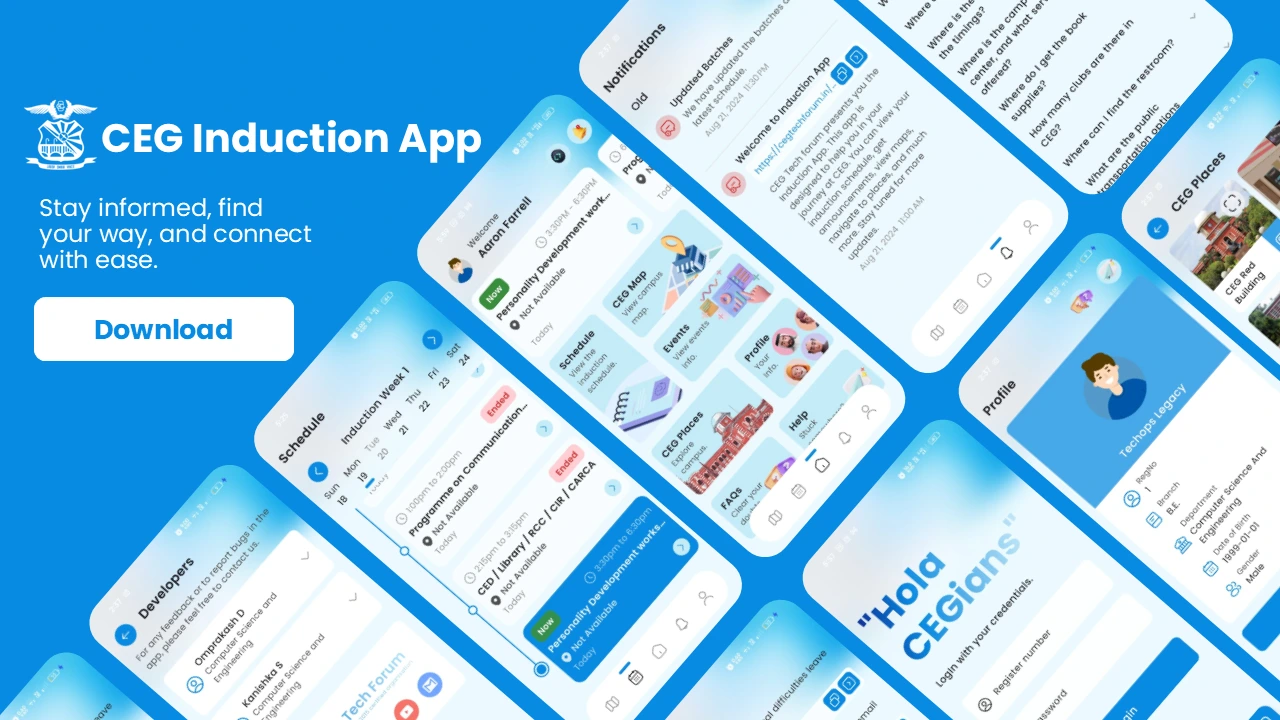 CEG Induction App
Stay informed, find
your way, and connect
with ease.
Download
Notifications
Old
Updated Batches
We have updated the batches
latest schedule.
Aug 21, 2024 11:30PM
Welcome to Induction App
https://cegtechforum.in/...
CEG Tech forum presents you the
Induction App. This app is
designed to help you in your
journey at CEG. You can view your
induction schedule, get
announcements, view maps,
navigate to places, and much
more. Stay tuned for more
updates.
Aug 21, 2024 11:00 AM
Where is the
the timings?
Where is the
center, and what
Where do I get the book
supplies?
How many clubs are there in
CEG?
Where can I find the restroom?
What are the public
transportation options
CEG Places
CEG Red
Building
Welcome
Aaron Farrell
3:30PM - 6:30PM
Now
Personality Development work...
Not Available
Today
Schedule
View the
induction
schedule.
CEG Map
View campus
map.
Events
View events
info.
Profile
Your
info.
CEG Places
Explore
campus.
Help
Stuck
FAQs
Clear your
Schedule
Induction Week 1
Sun Mon Tue Wed Thu Fri Sat
18 19 20 21 22 23 24
Today
Ended
1:00pm to 2:00pm
Programme on Communication...
Not Available
Today
Ended
2:15pm to 3:15pm
CED / Library / RCC / CIR / CARCA
Not Available
Today
Now
3:30pm to 6:30pm
Personality Development works...
Not Available
Today
Profile
Techops Legacy
RegNo
1
Branch
B.E.
Department
Computer Science And
Engineering
Date of Birth
1999-01-01
Gender
Male
Developers
For any feedback or to report bugs in the
app, please feel free to contact us.
Omprakash D
Computer Science and
Engineering
Kanishka S
Computer Science and
Engineering
Tech Forum
"Hola
CEGians"
Login with your credentials.
Register number
difficulties leave